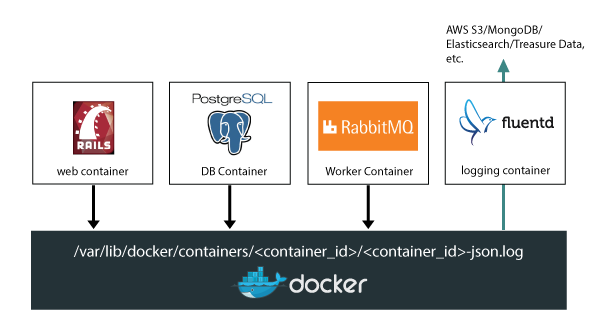 AWS S3/MongoDB/
Elasticsearch/Treasure Data,
etc.
RAILS
web container
PostgreSQL
DB Container
RabbitMQ
Worker Container
fluentd
logging container
/var/lib/docker/containers/<container_id>/<container_id>-json.log
docker